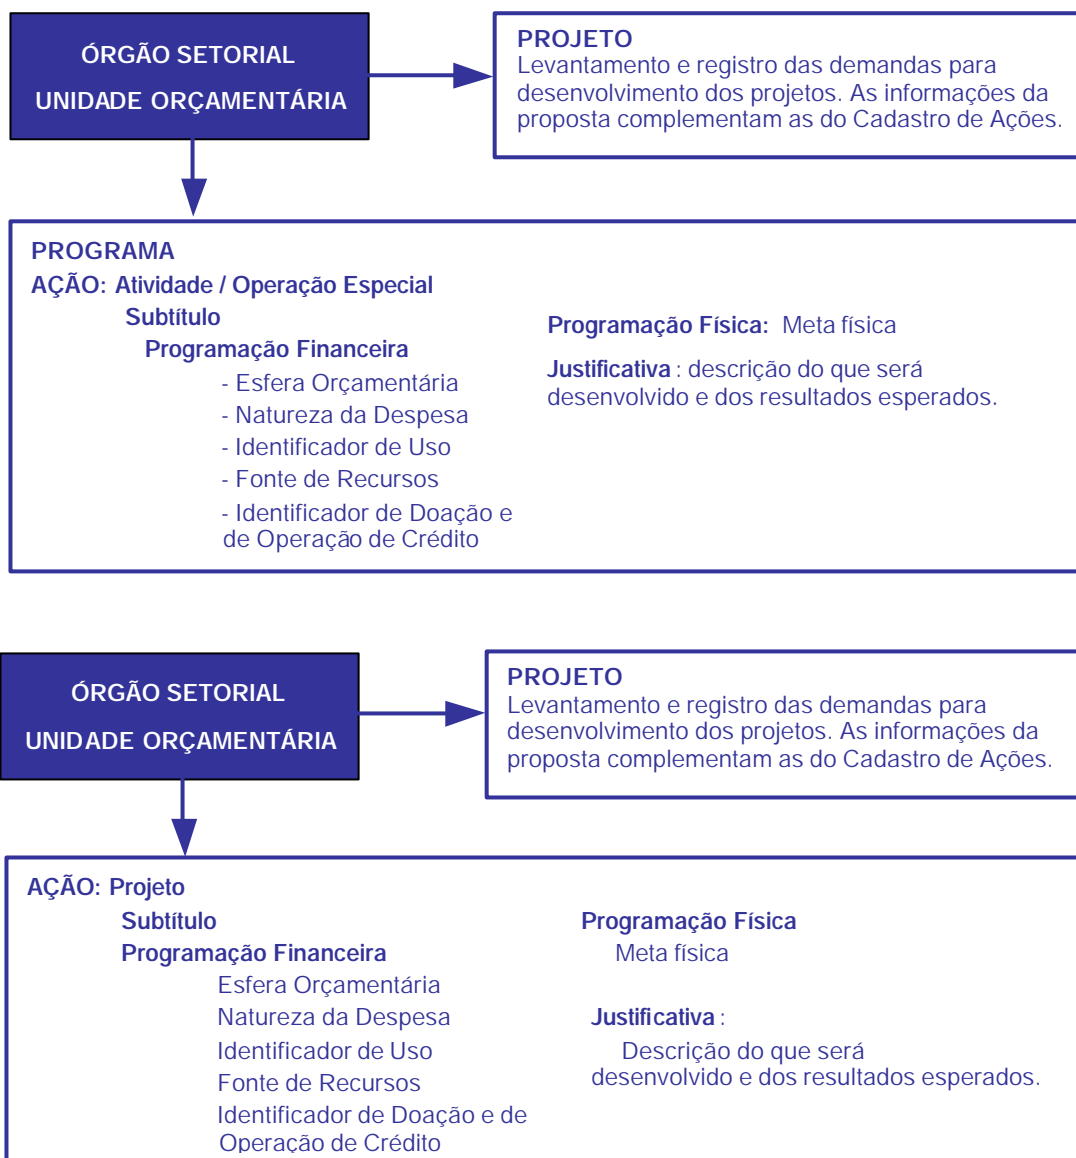 ÓRGÃO SETORIAL
UNIDADE ORÇAMENTÁRIA
PROJETO
Levantamento e registro das demandas para
desenvolvimento dos projetos. As informações da
proposta complementam as do Cadastro de Ações.
PROGRAMA
AÇÃO: Atividade / Operação Especial
Subtítulo
Programação Financeira
- Esfera Orçamentária
- Natureza da Despesa
- Identificador de Uso
- Fonte de Recursos
- Identificador de Doação e
de Operação de Crédito
Programação Física: Meta física
Justificativa : descrição do que será
desenvolvido e dos resultados esperados.
ÓRGÃO SETORIAL
UNIDADE ORÇAMENTÁRIA
PROJETO
Levantamento e registro das demandas para
desenvolvimento dos projetos. As informações da
proposta complementam as do Cadastro de Ações.
AÇÃO: Projeto
Subtítulo
Programação Financeira
Esfera Orçamentária
Natureza da Despesa
Identificador de Uso
Fonte de Recursos
Identificador de Doação e de
Operação de Crédito
Programação Física
Meta física
Justificativa :
Descrição do que será
desenvolvido e dos resultados esperados.